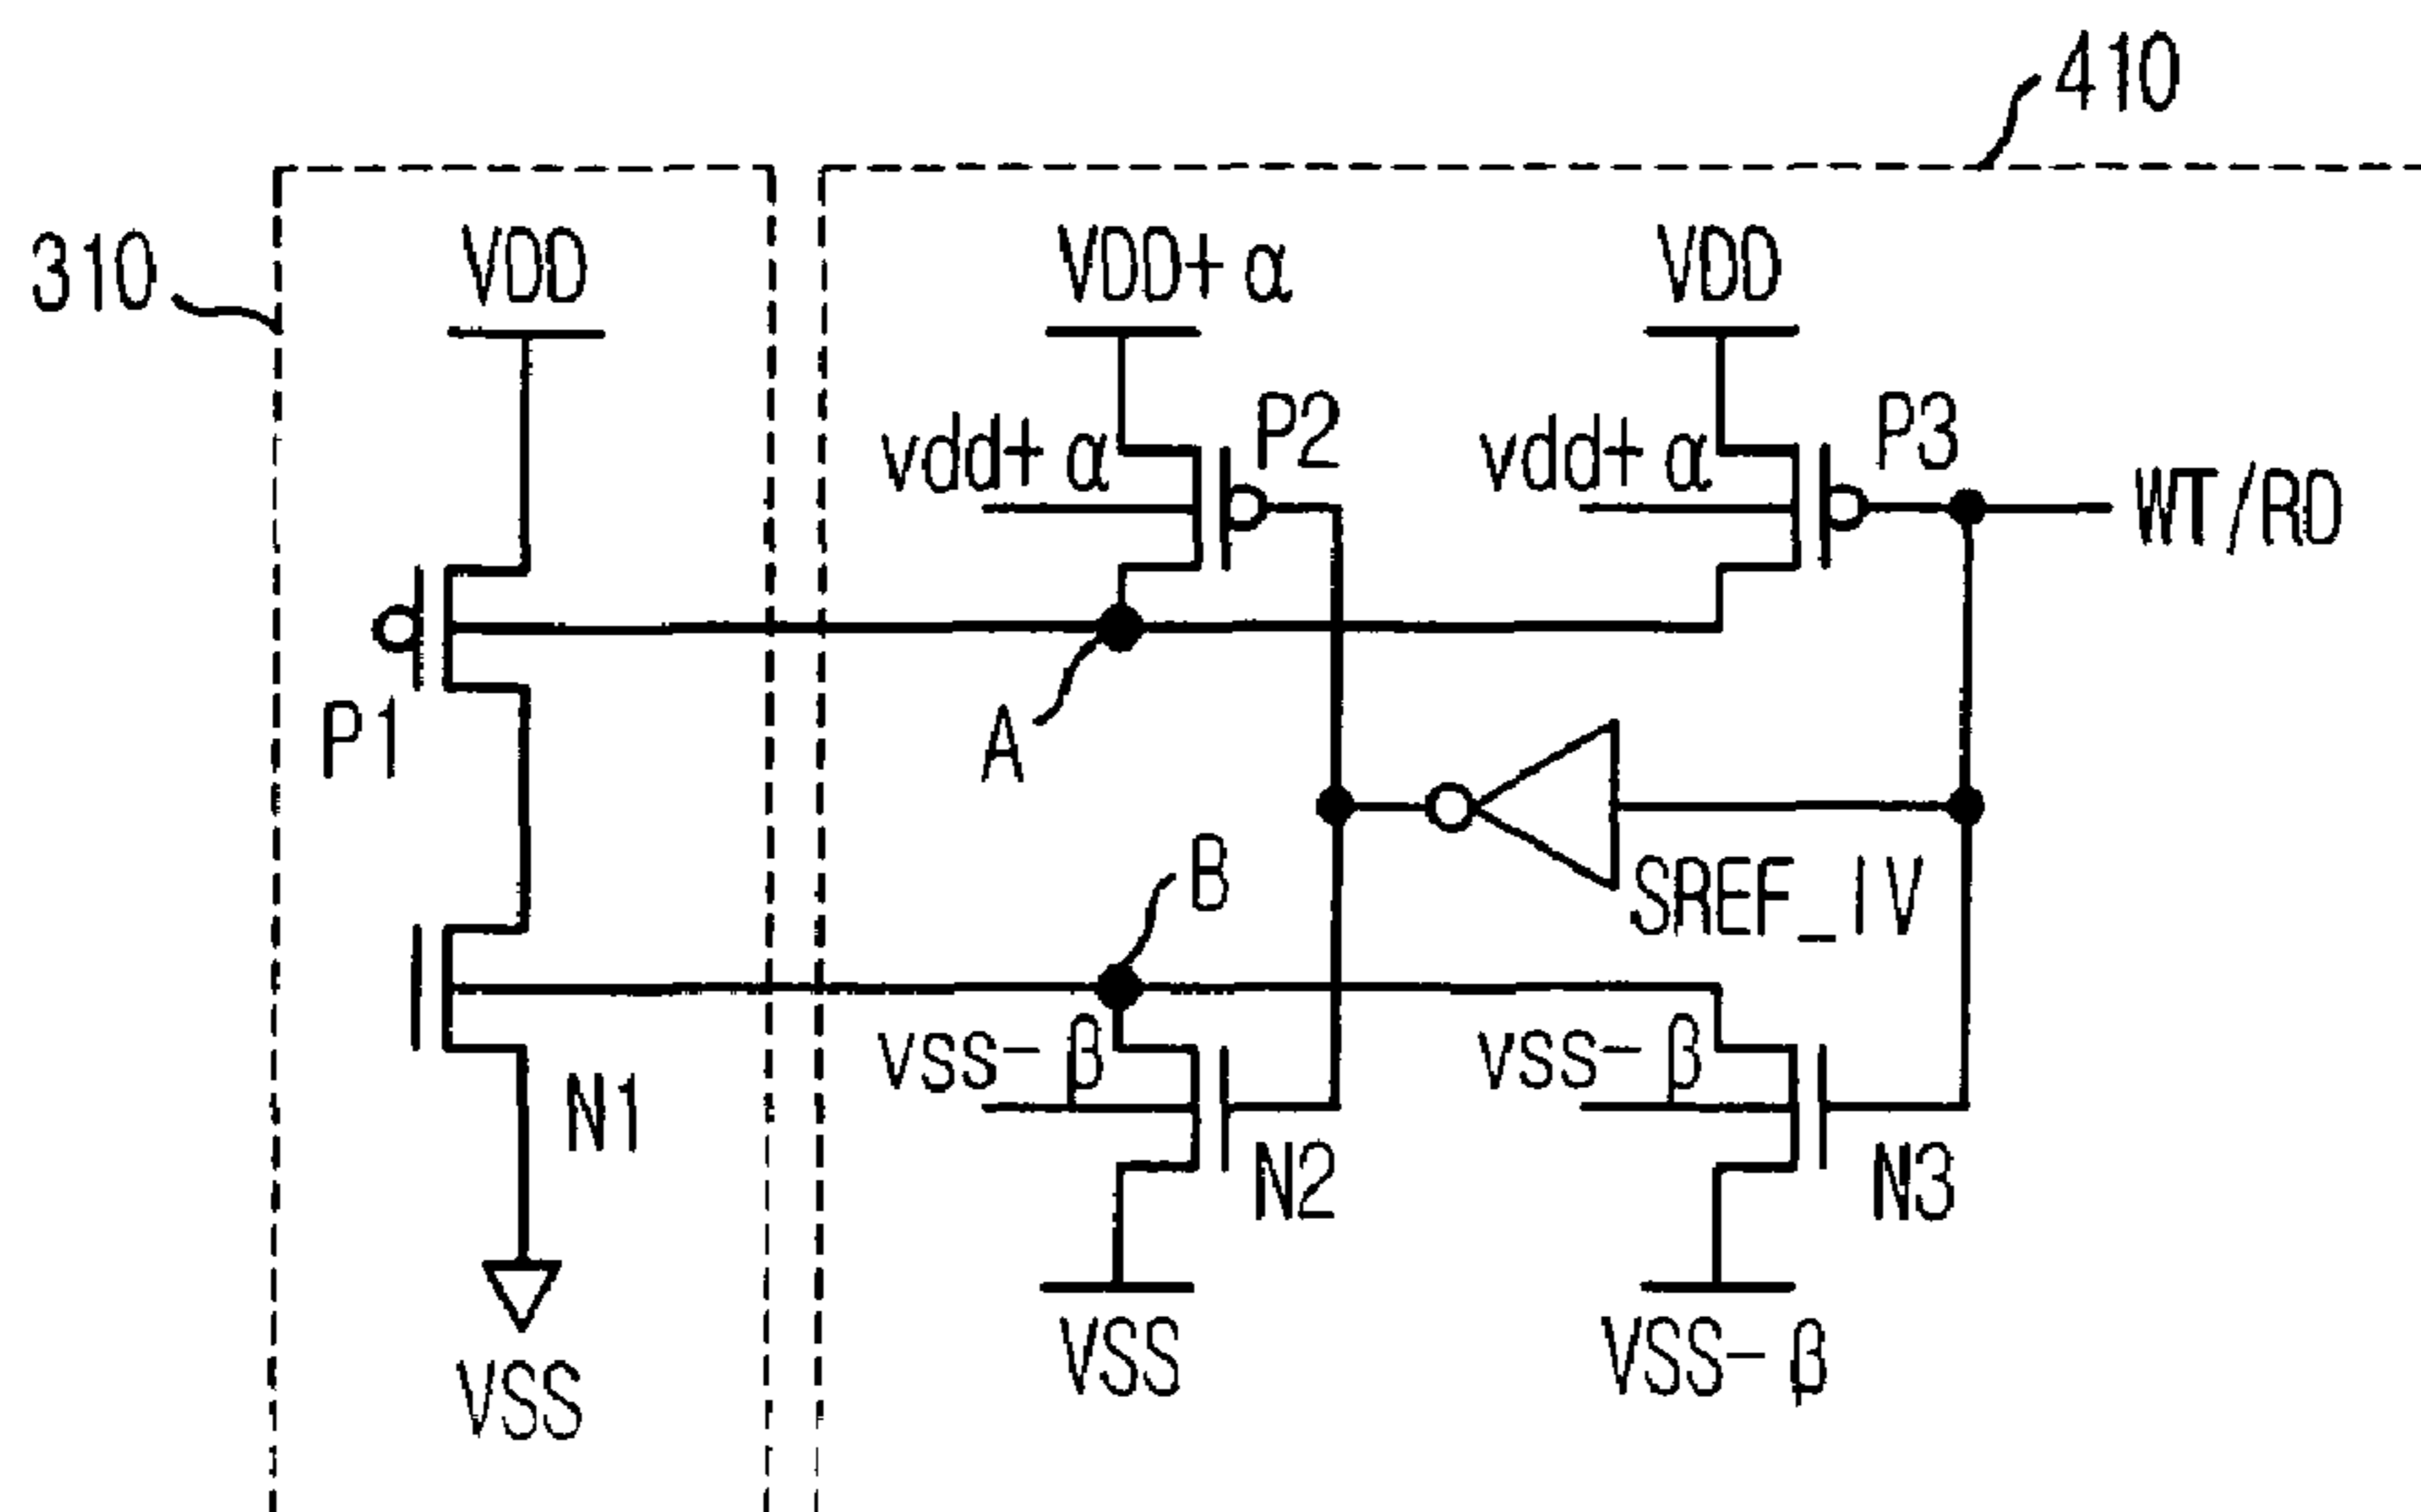 410
310
VDD
VDD+ α
VDD
vdd+ α
P2
vdd+ α
P3
WT/RD
P1
A
B
SREF_IV
vss- β
vss- β
N1
N2
N3
VSS
VSS
VSS- β